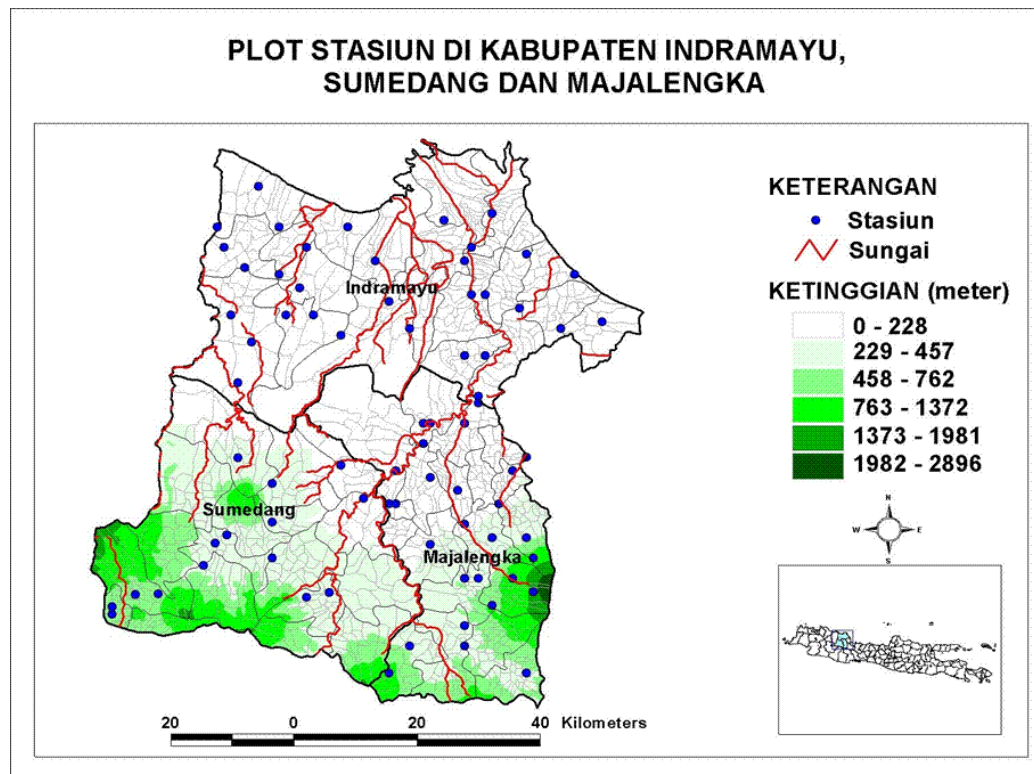 PLOT STASIUN DI KABUPATEN INDRAMAYU,
SUMEDANG DAN MAJALENGKA
KETERANGAN
Stasiun
Sungai
KETINGGIAN (meter)
0 - 228
229 - 457
458 - 762
763 - 1372
1373 - 1981
1982 - 2896
Indramayu
Sumedang
Majalengka
N
W E
S
20 0 20 40 Kilometers